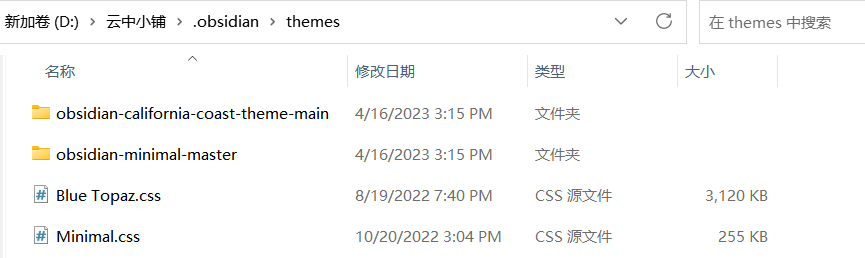 新加卷 (D:) 云中小铺 .obsidian themes 在 themes 中搜索
名称 修改日期 类型 大小
obsidian-california-coast-theme-main 4/16/2023 3:15 PM 文件夹
obsidian-minimal-master 4/16/2023 3:15 PM 文件夹
Blue Topaz.css 8/19/2022 7:40 PM CSS 源文件 3,120 KB
Minimal.css 10/20/2022 3:04 PM CSS 源文件 255 KB